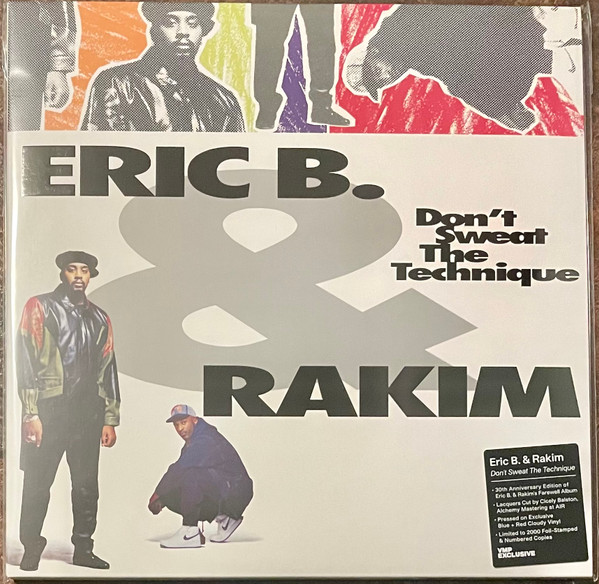 ERIC B.
&
Don't
Sweat
The
Technique
RAKIM
Eric B. & Rakim
Don't Sweat The Technique
• 30th Anniversary Edition of
Eric B. & Rakim's Farewell Album
• Lacquers Cut by Cicely Balston,
Alchemy Mastering at AIR
• Pressed on Exclusive
Blue + Red Cloudy Vinyl
• Limited to 2000 Foil-Stamped
& Numbered Copies
VMP
EXCLUSIVE